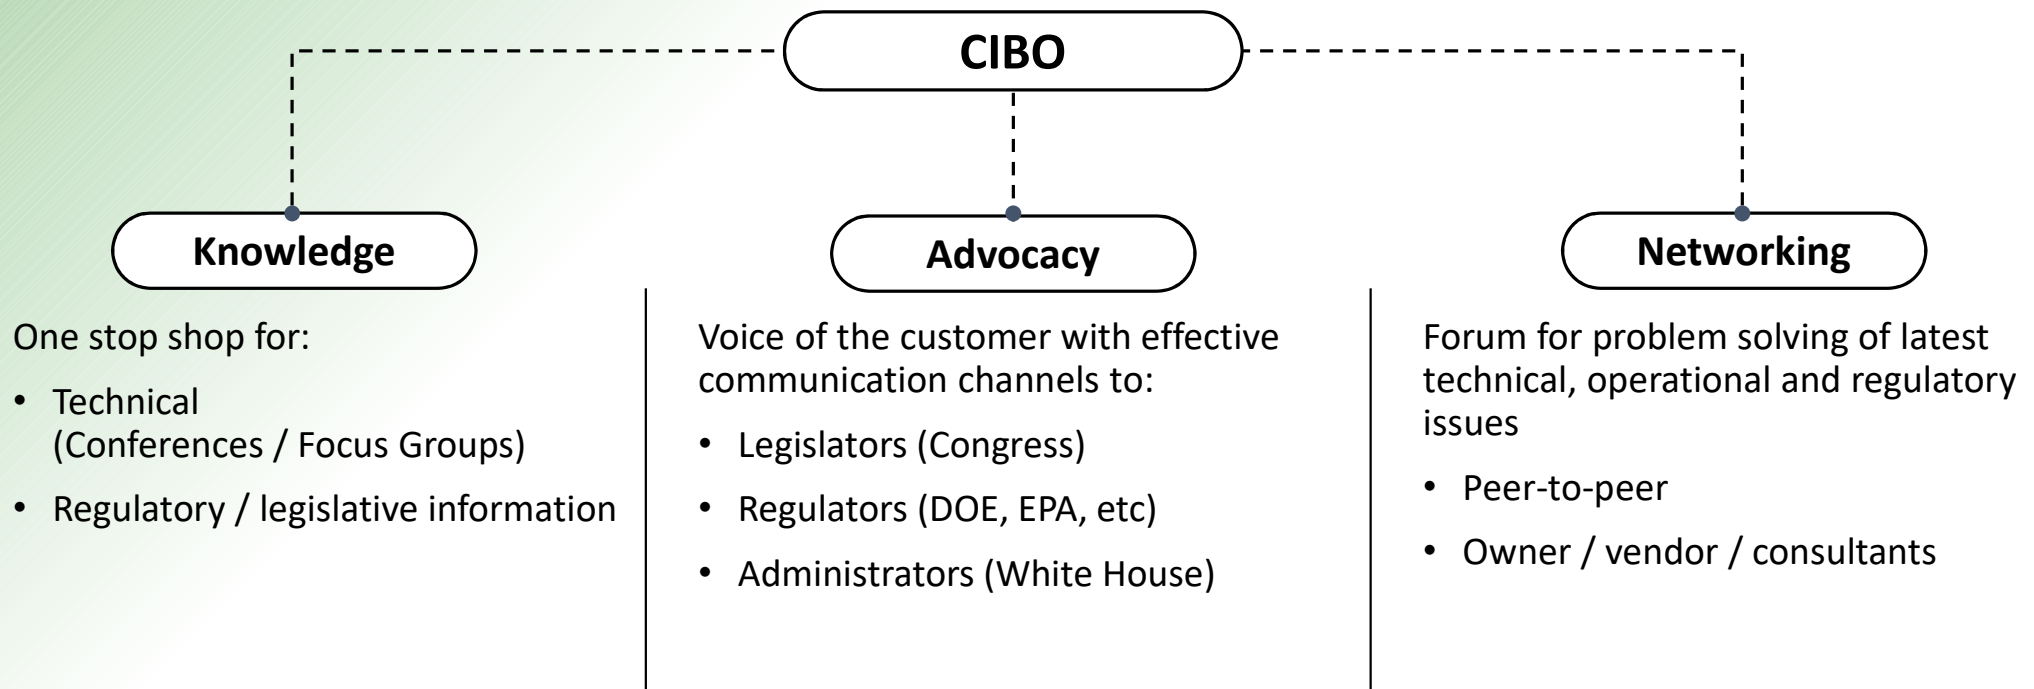 CIBO
Knowledge
One stop shop for:
• Technical
(Conferences / Focus Groups)
• Regulatory / legislative information
Advocacy
Voice of the customer with effective
communication channels to:
• Legislators (Congress)
• Regulators (DOE, EPA, etc)
• Administrators (White House)
Networking
Forum for problem solving of latest
technical, operational and regulatory
issues
• Peer-to-peer
• Owner / vendor / consultants